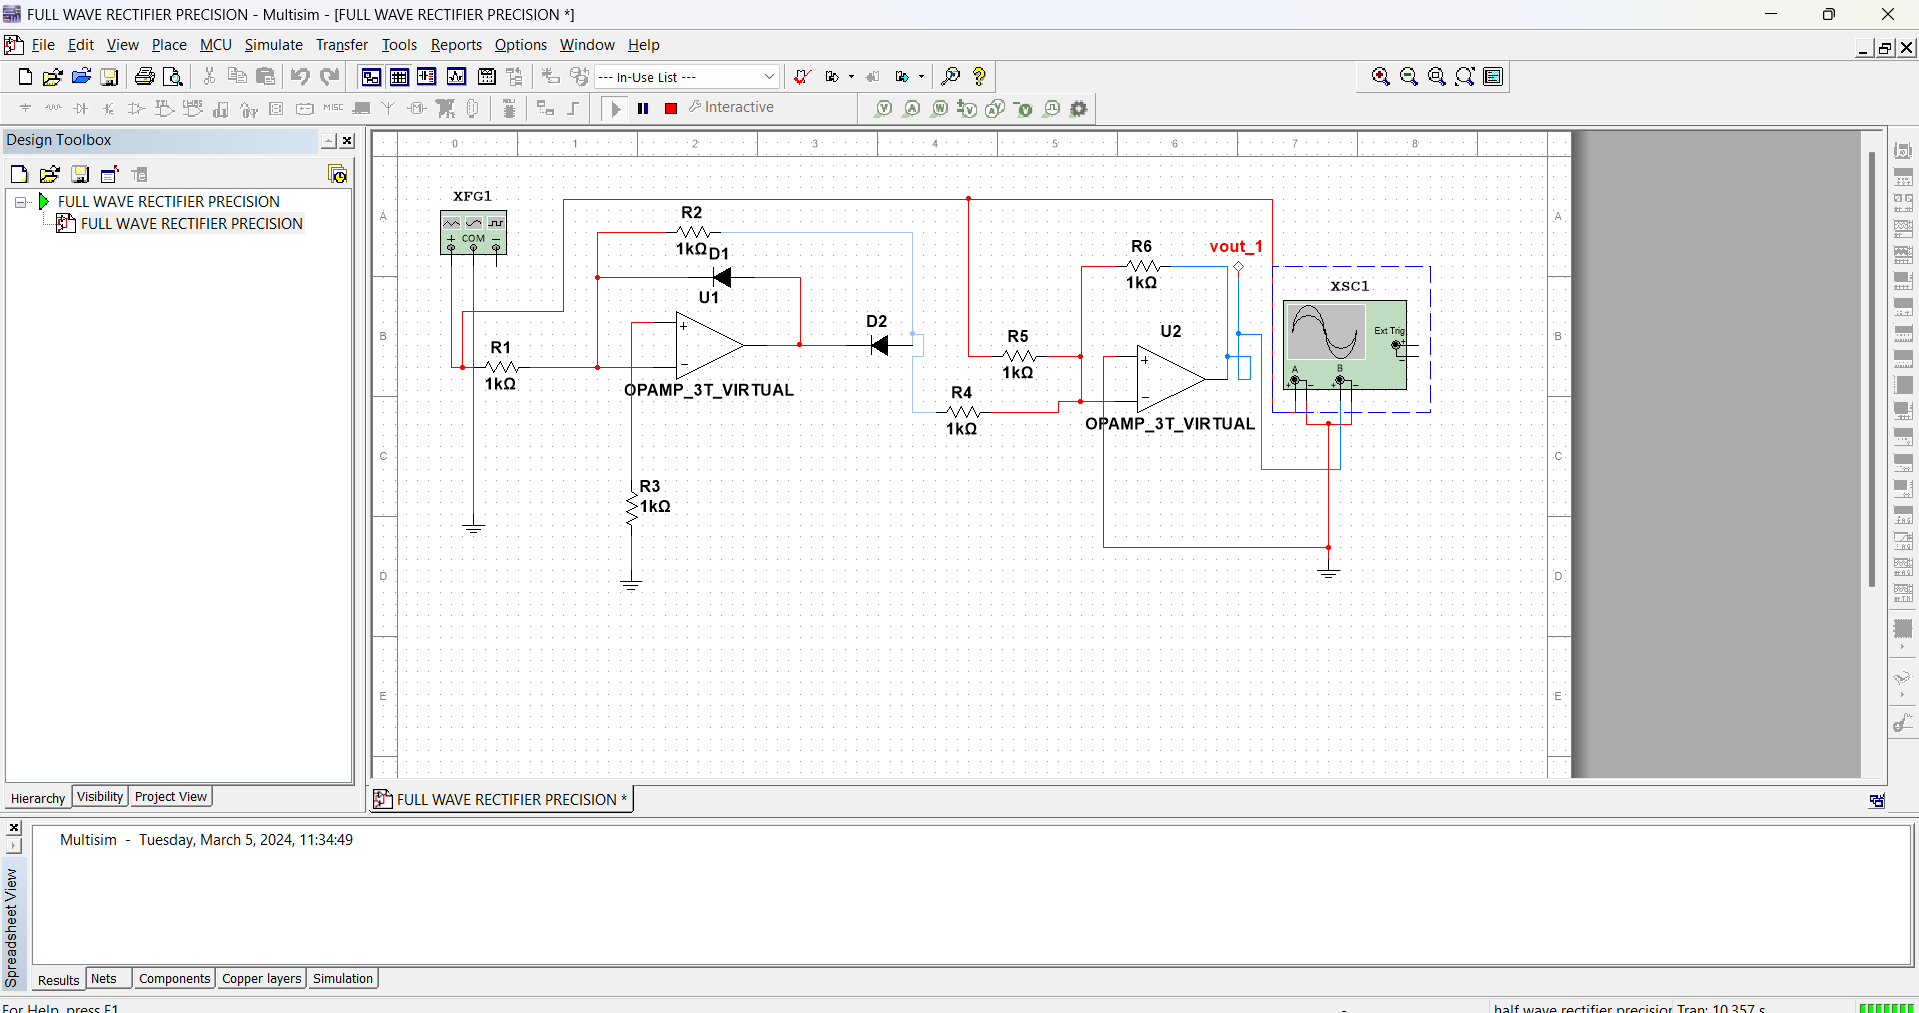 FULL WAVE RECTIFIER PRECISION - Multisim - [FULL WAVE RECTIFIER PRECISION *]
File Edit View Place MCU Simulate Transfer Tools Reports Options Window Help
--- In-Use List ---
MISC
Interactive
Design Toolbox
FULL WAVE RECTIFIER PRECISION
FULL WAVE RECTIFIER PRECISION
Hierarchy Visibility Project View
0 1 2 3 4 5 6 7 8
A
B
C
D
E
A
B
C
D
E
XFG1
COM
R1
1kΩ
R2
1kΩ
D1
U1
OPAMP_3T_VIRTUAL
D2
R3
1kΩ
R5
1kΩ
R4
1kΩ
R6
1kΩ
U2
OPAMP_3T_VIRTUAL
vout_1
XSC1
Ext Trig
A
B
FULL WAVE RECTIFIER PRECISION *
Multisim - Tuesday, March 5, 2024, 11:34:49
Spreadsheet View
Results Nets Components Copper layers Simulation
For Help, press F1
-
half wave rectifier precision Tran: 10.357 s